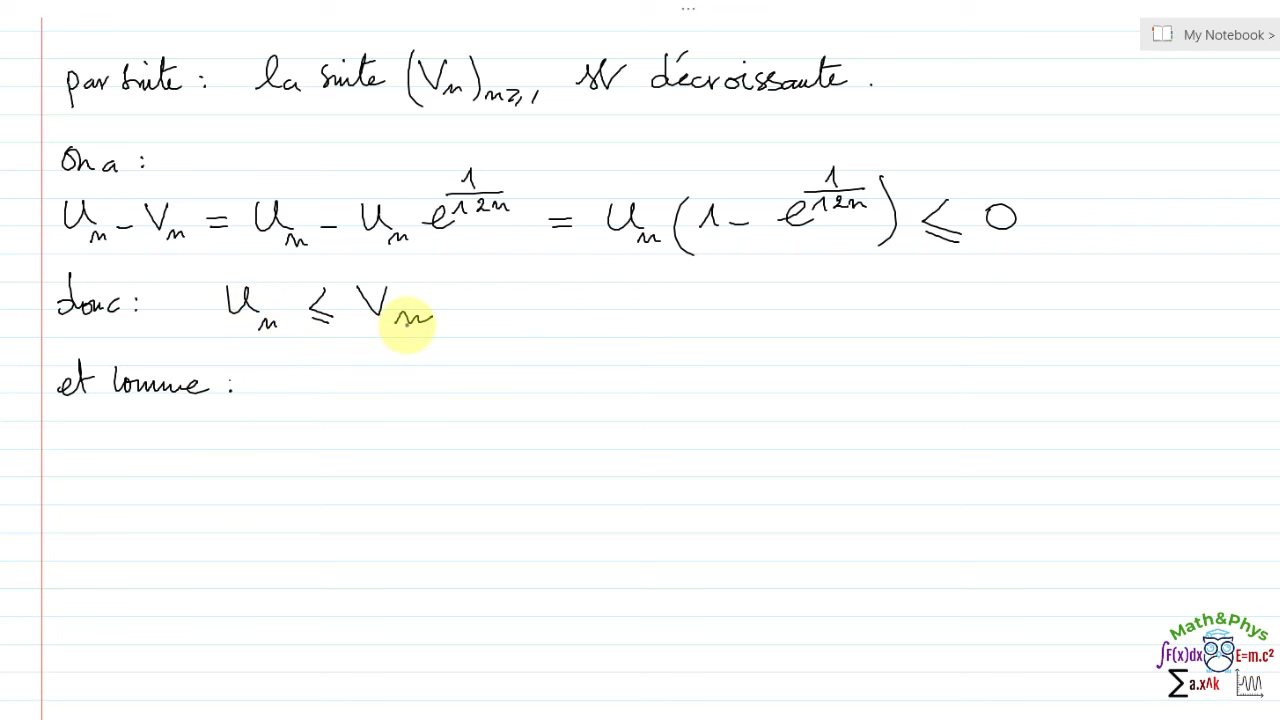 ...
My Notebook >
par suite : la suite (Vn)n≥1 est décroissante .
On a :
Un - Vn = Un - Un e^(1/12n) = Un (1 - e^(1/12n)) ≤ 0
donc : Un ≤ Vn
et comme :
Math&Phys
∫F(x)dx E=m.c²
∑ a.x∧k